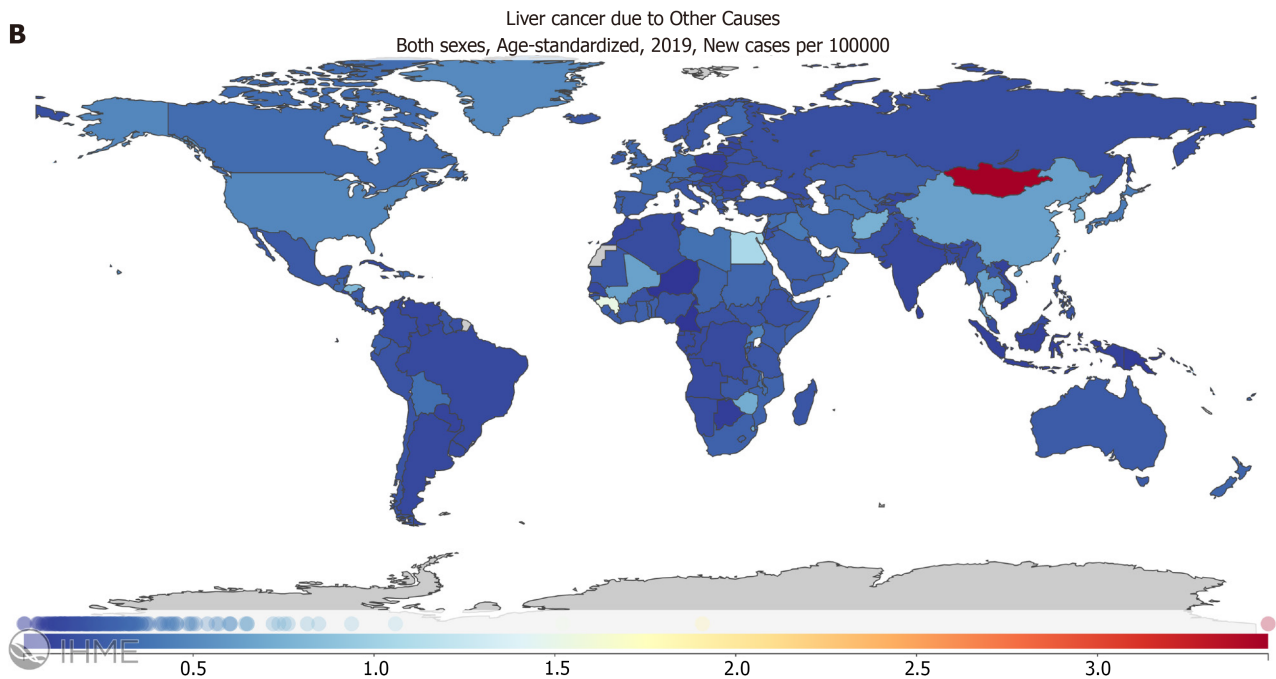 B
Liver cancer due to Other Causes
Both sexes, Age-standardized, 2019, New cases per 100000
IHME
0.5 1.0 1.5 2.0 2.5 3.0